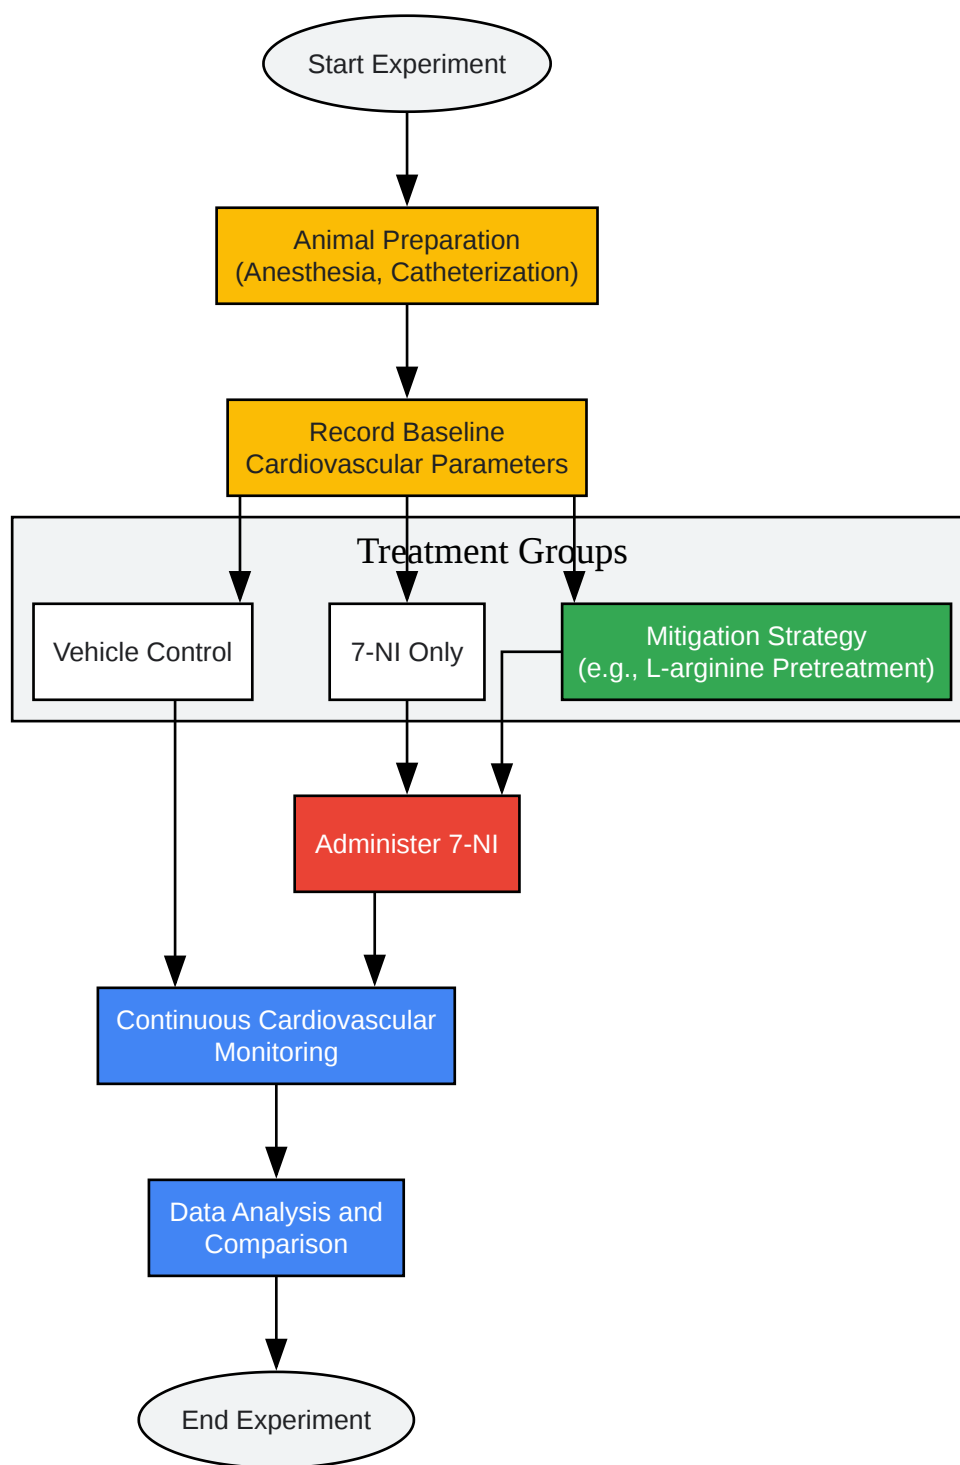 Start Experiment
Animal Preparation
(Anesthesia, Catheterization)
Record Baseline
Cardiovascular Parameters
Treatment Groups
Vehicle Control
7-NI Only
Mitigation Strategy
(e.g., L-arginine Pretreatment)
Administer 7-NI
Continuous Cardiovascular
Monitoring
Data Analysis and
Comparison
End Experiment